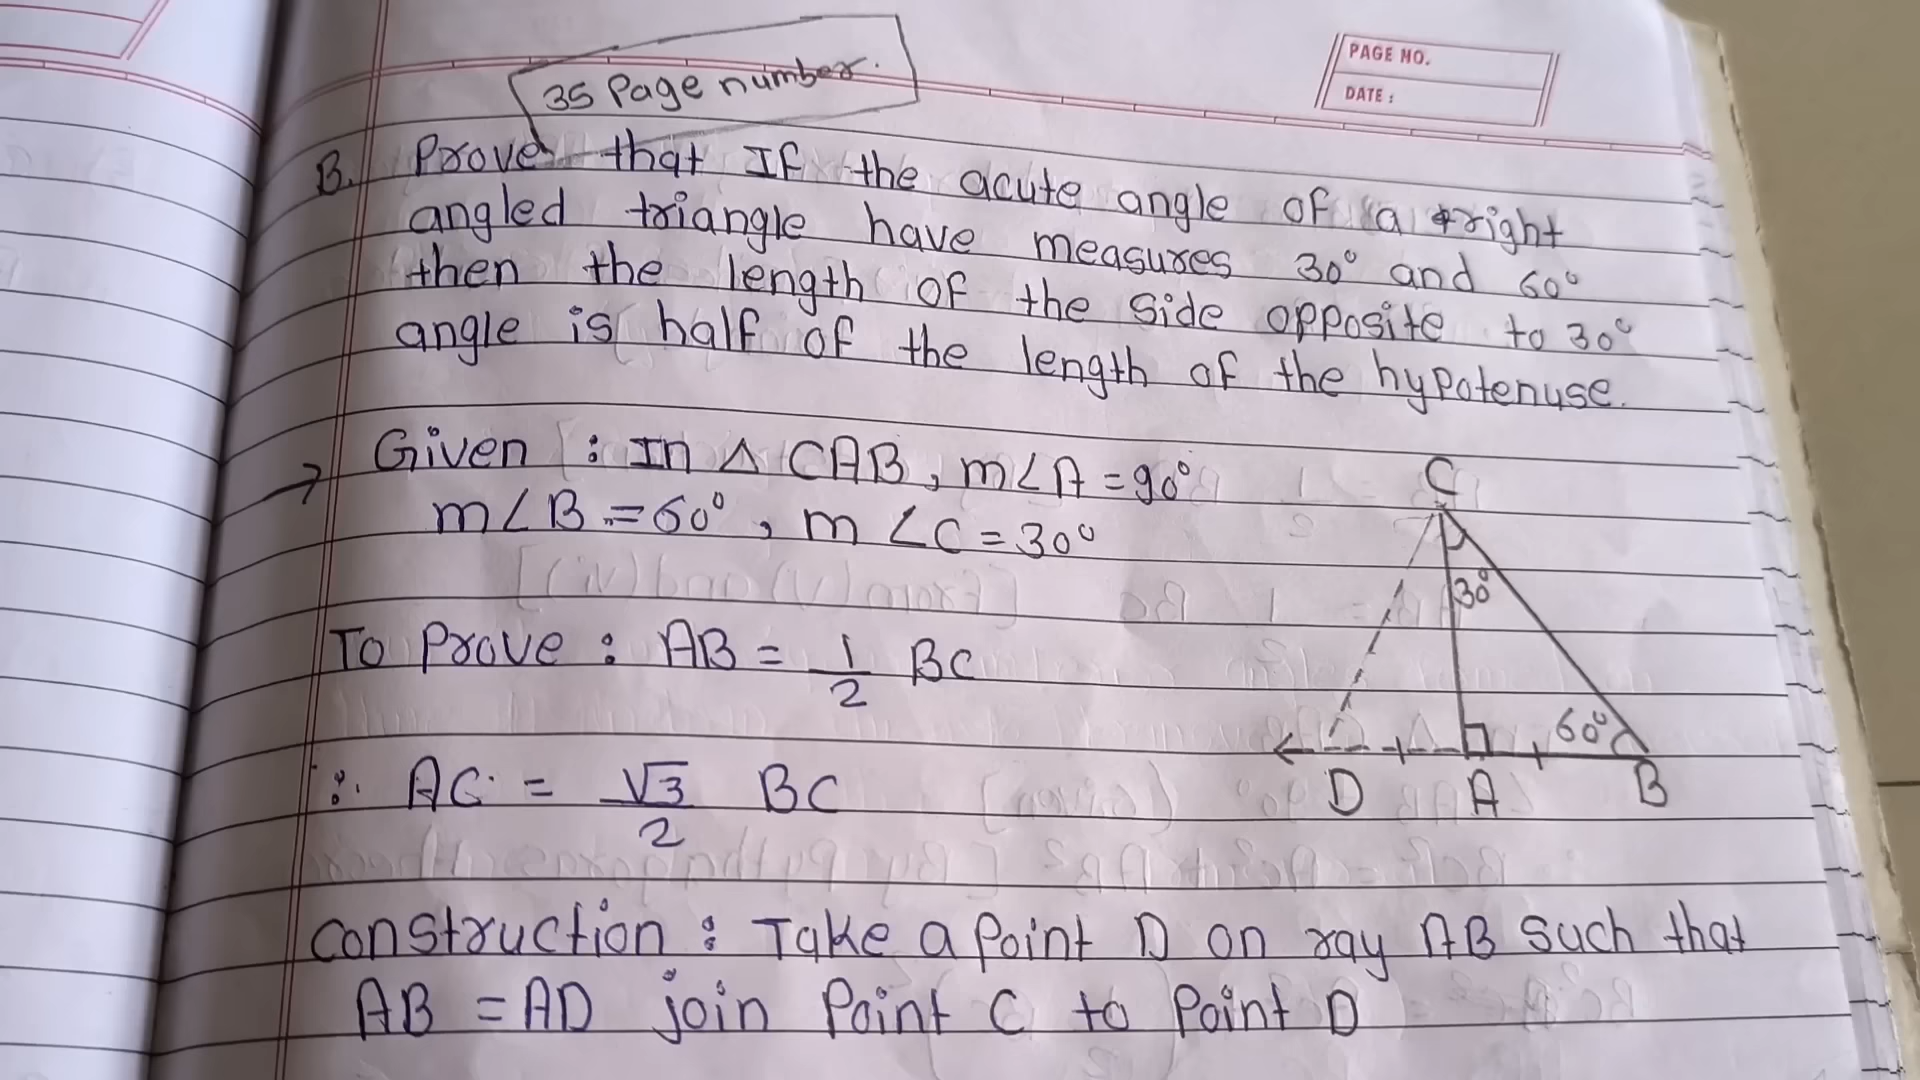 PAGE NO.
DATE :
35 Page number.
B. Prove that If the acute angle of a right
angled triangle have measures 30° and 60°
then the length of the side opposite to 30°
angle is half of the length of the hypotenuse.
→ Given : In △ CAB, m∠A = 90°
m∠B = 60°, m∠C = 30°
To Prove : AB = 1/2 BC
∴ AC = √3/2 BC
C
30°
60°
D A B
construction : Take a point D on ray AB such that
AB = AD join Point C to Point D